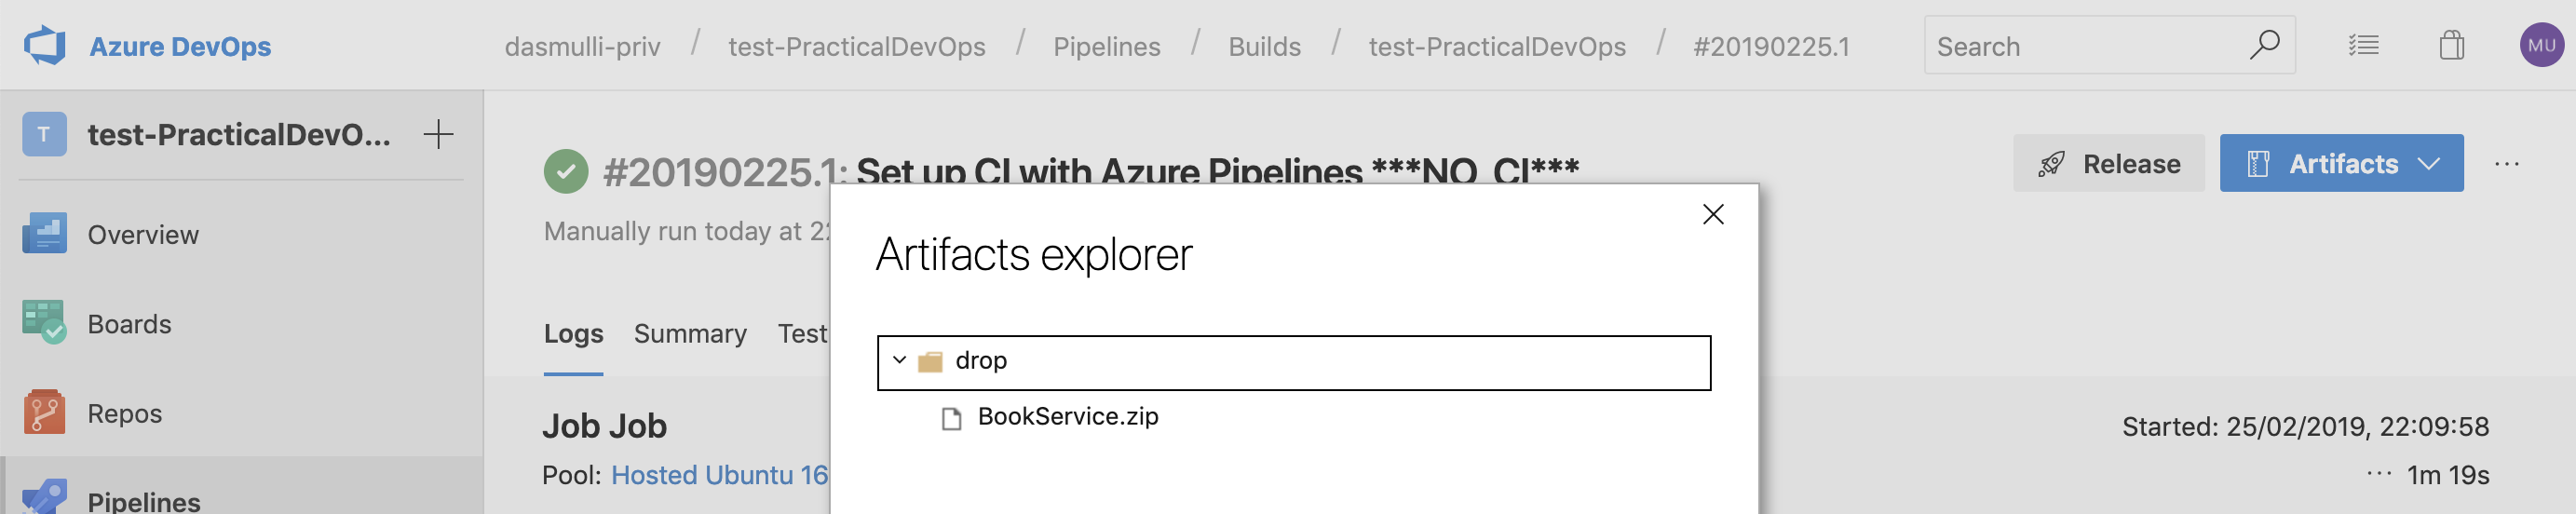 Azure DevOps
dasmulli-priv / test-PracticalDevOps / Pipelines / Builds / test-PracticalDevOps / #20190225.1
Search
MU
T
test-PracticalDevO...
Overview
Boards
Repos
Pipelines
#20190225.1: Set up CI with Azure Pipelines ***NO_CI***
Release
Artifacts
Manually run today at
Logs Summary Test
Job Job
Pool: Hosted Ubuntu 16
Artifacts explorer
drop
BookService.zip
Started: 25/02/2019, 22:09:58
1m 19s